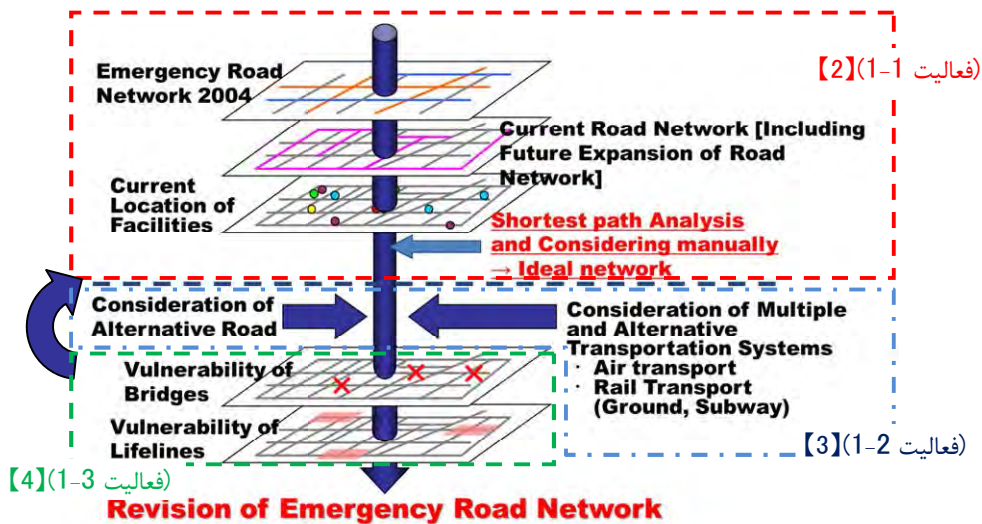 Emergency Road
Network 2004
(فعالیت 1-1)【2】
Current Road Network [Including
Future Expansion of Road
Network]
Current
Location of
Facilities
Shortest path Analysis
and Considering manually
→ Ideal network
Consideration of
Alternative Road
Consideration of Multiple
and Alternative
Transportation Systems
· Air transport
· Rail Transport
(Ground, Subway)
Vulnerability of
Bridges
Vulnerability of
Lifelines
(فعالیت 1-2)【3】
(فعالیت 1-3)【4】
Revision of Emergency Road Network